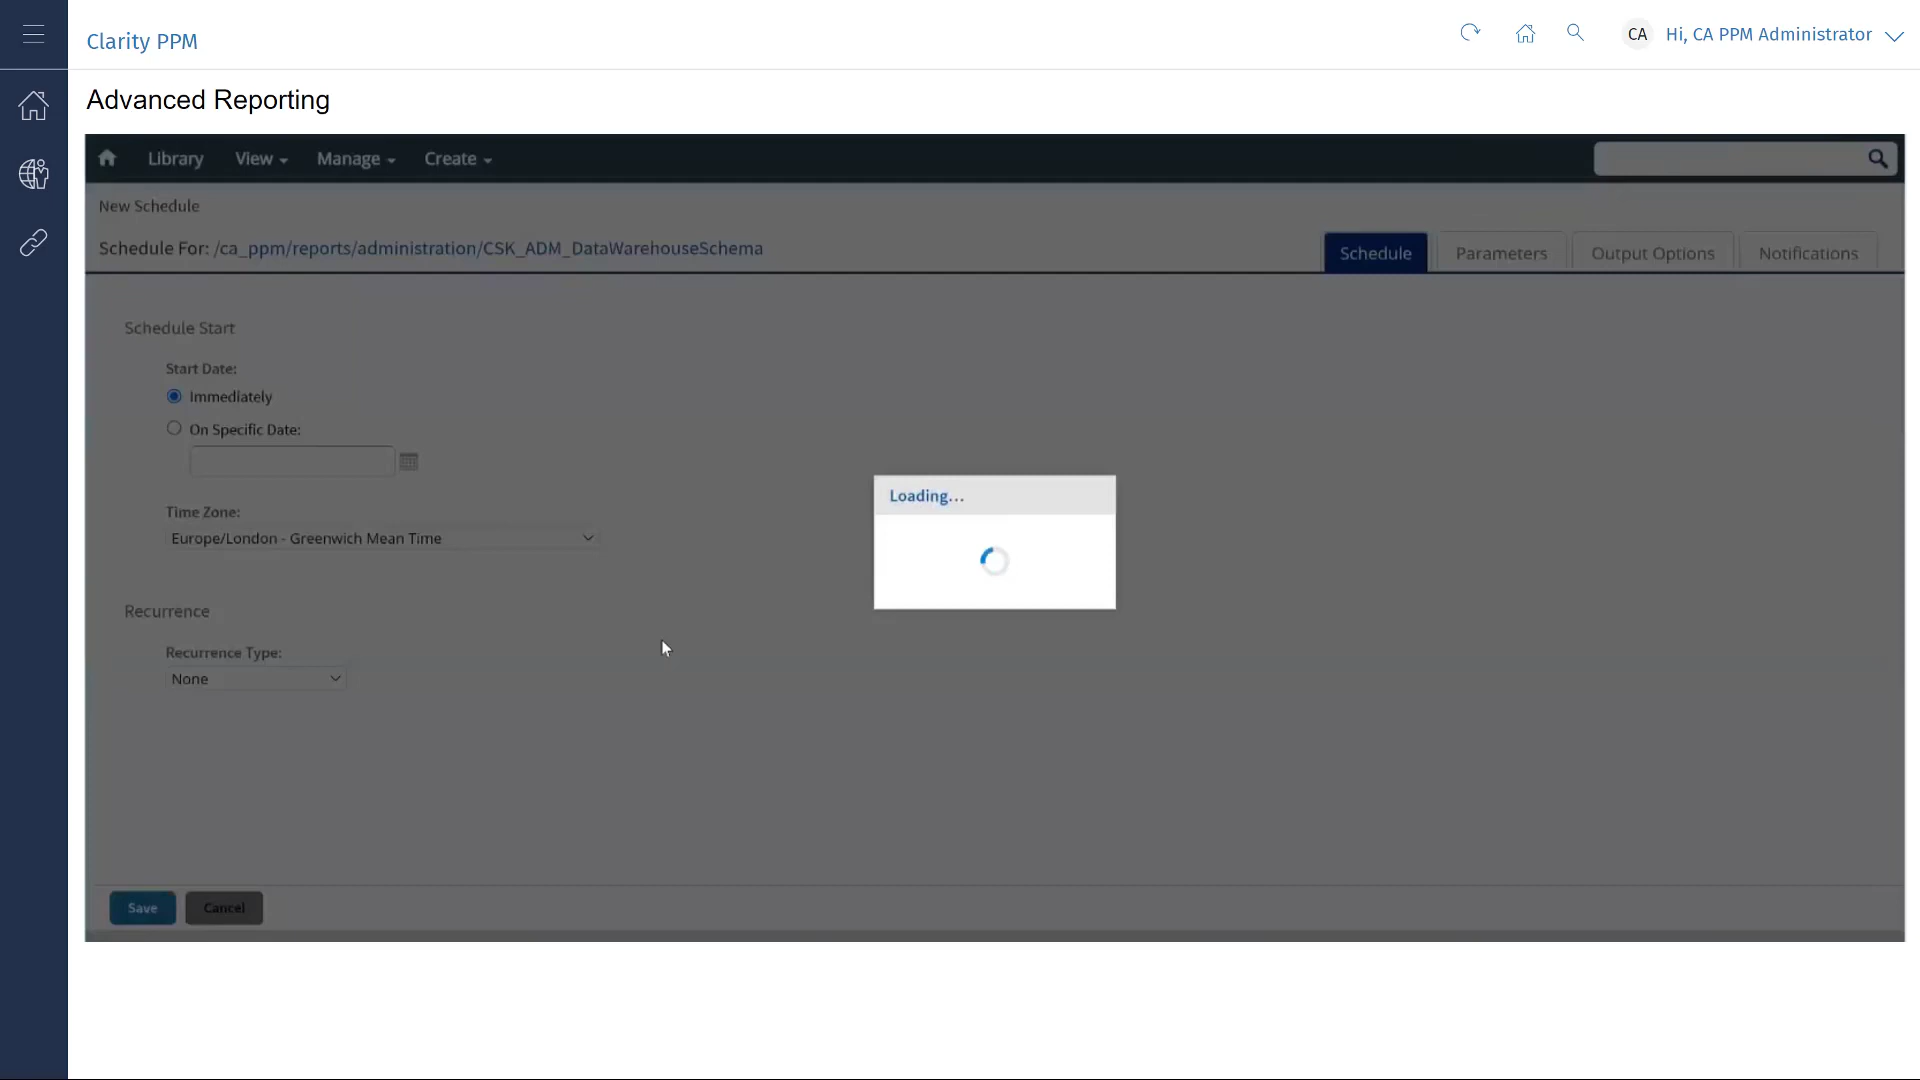 Clarity PPM
CA
Hi, CA PPM Administrator
Advanced Reporting
Library
View
Manage
Create
New Schedule
Schedule For: /ca_ppm/reports/administration/CSK_ADM_DataWarehouseSchema
Schedule
Parameters
Output Options
Notifications
Schedule Start
Start Date:
Immediately
On Specific Date:
Loading...
Time Zone:
Europe/London - Greenwich Mean Time
Recurrence
Recurrence Type:
None
Save
Cancel